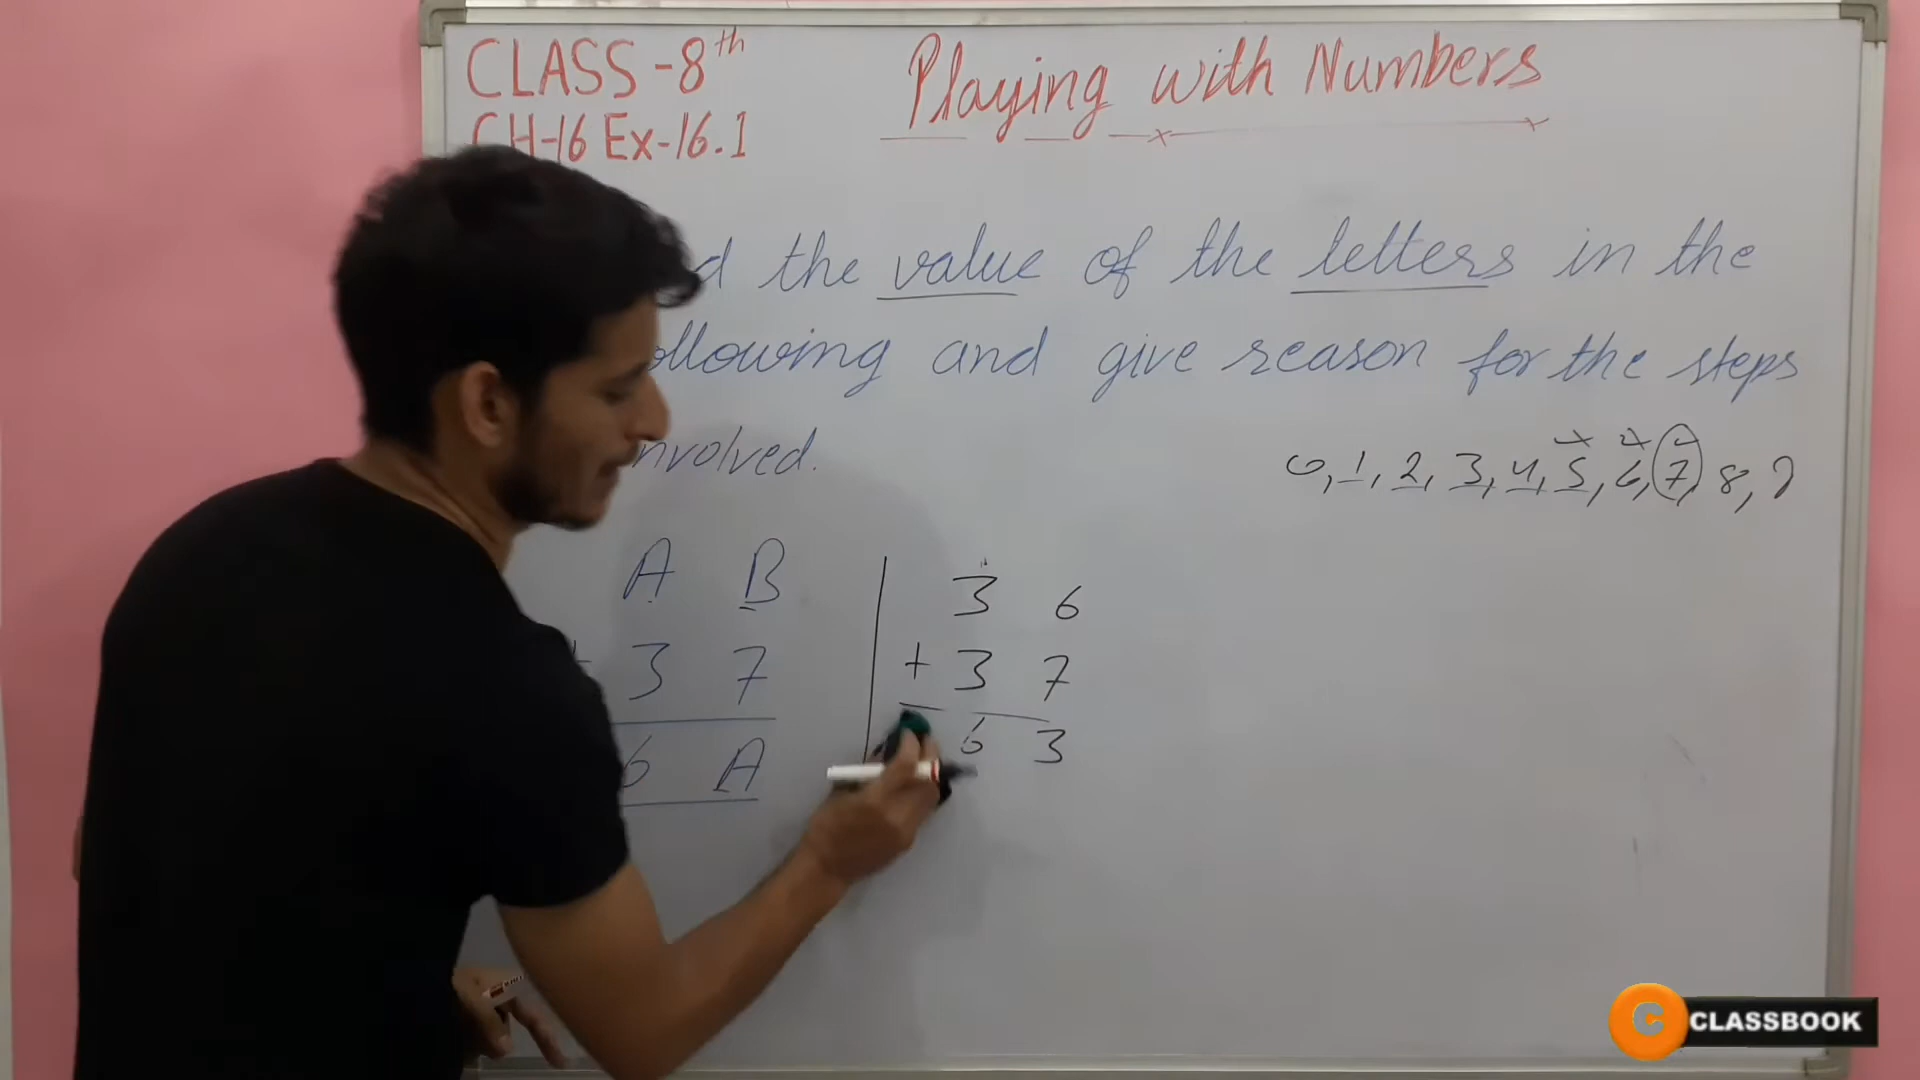 CLASS - 8th
Playing with Numbers
CH-16 Ex-16.1
the value of the letters in the
following and give reason for the steps
involved.
0, 1, 2, 3, 4, 5, 6, 7, 8, 9
A B
3 7
6 A
3 6
+ 3 7
6 3
C CLASSBOOK